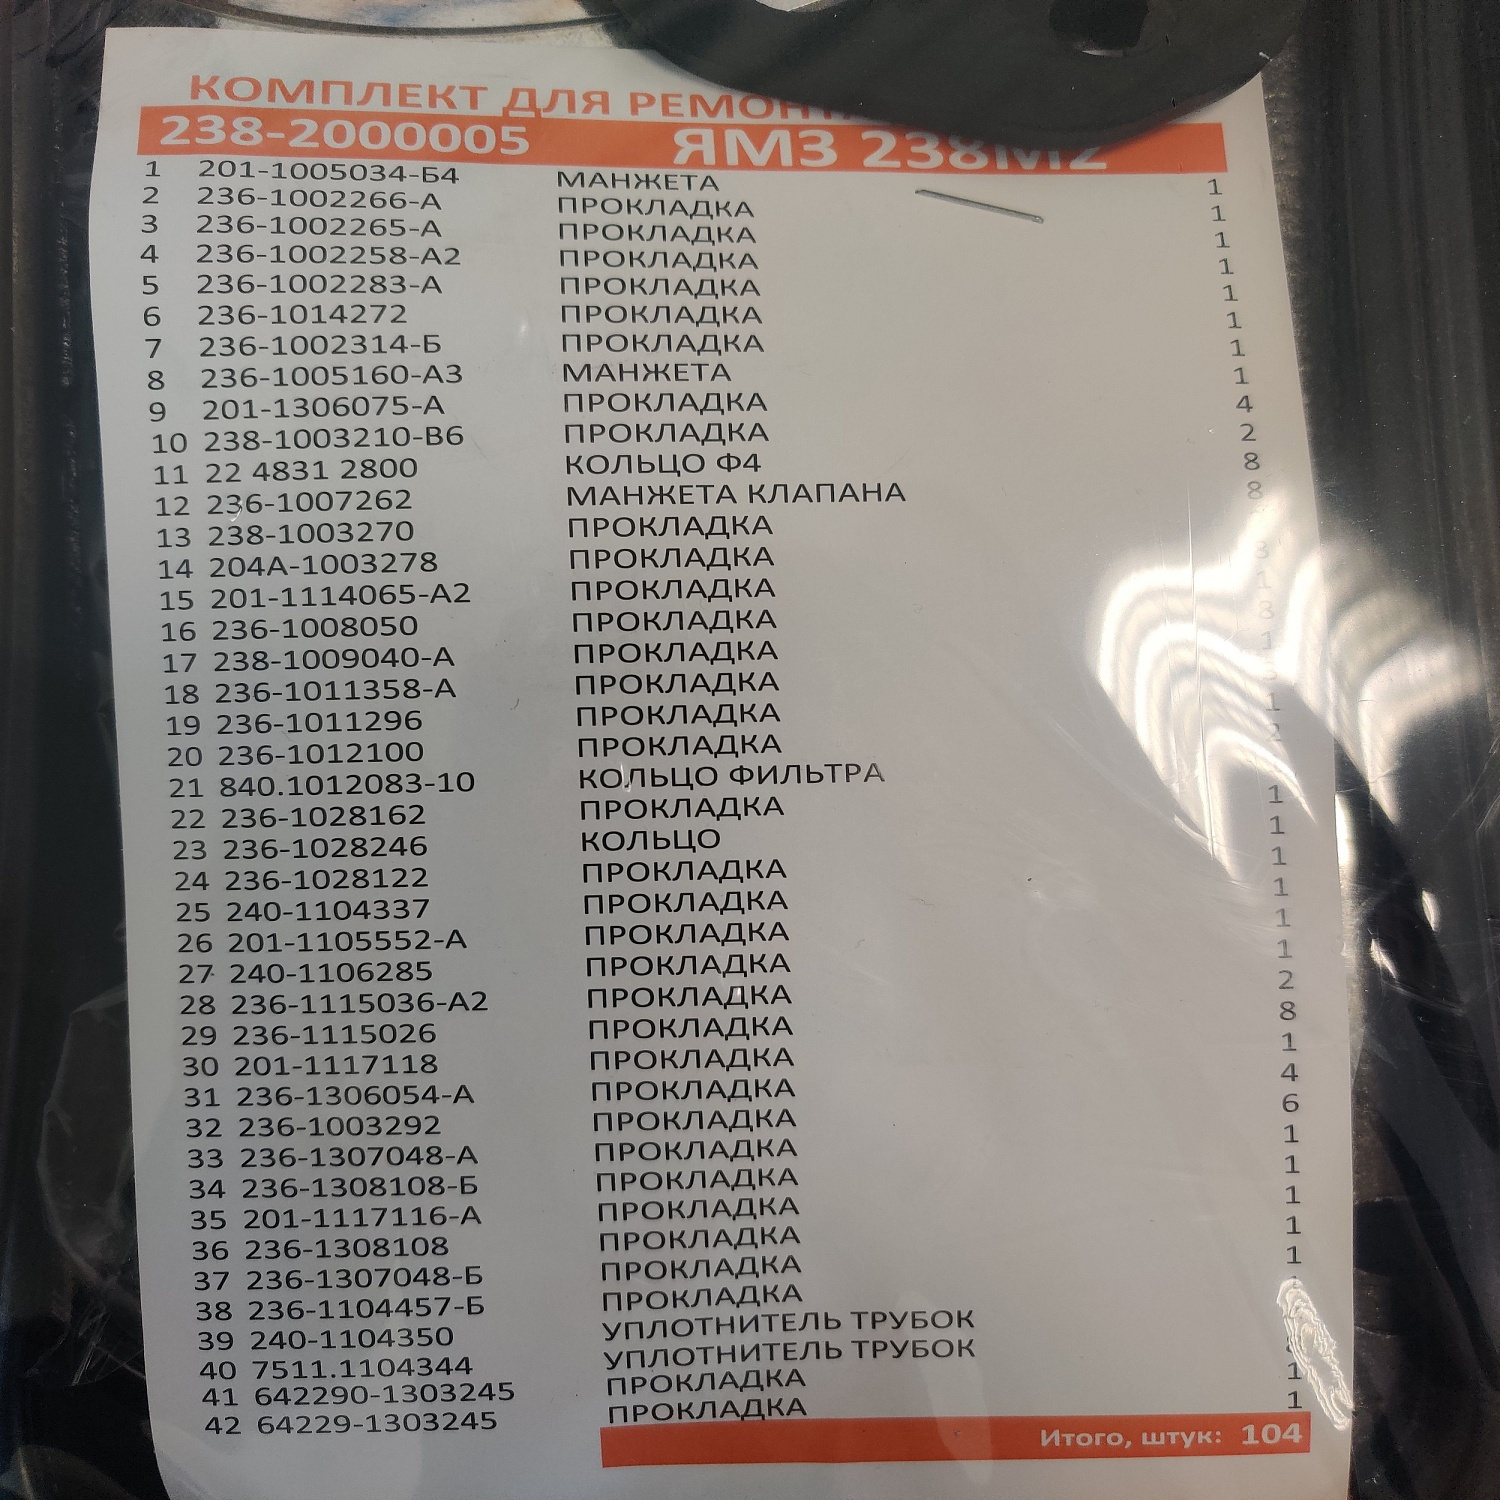 КОМПЛЕКТ ДЛЯ РЕМОНТА
238-2000005 ЯМЗ 238М2
1 201-1005034-Б4 МАНЖЕТА 1
2 236-1002266-А ПРОКЛАДКА 1
3 236-1002265-А ПРОКЛАДКА 1
4 236-1002258-А2 ПРОКЛАДКА 1
5 236-1002283-А ПРОКЛАДКА 1
6 236-1014272 ПРОКЛАДКА 1
7 236-1002314-Б ПРОКЛАДКА 1
8 236-1005160-А3 МАНЖЕТА 1
9 201-1306075-А ПРОКЛАДКА 4
10 238-1003210-В6 ПРОКЛАДКА 2
11 22 4831 2800 КОЛЬЦО Ф4 8
12 236-1007262 МАНЖЕТА КЛАПАНА 8
13 238-1003270 ПРОКЛАДКА
14 204А-1003278 ПРОКЛАДКА
15 201-1114065-А2 ПРОКЛАДКА
16 236-1008050 ПРОКЛАДКА
17 238-1009040-А ПРОКЛАДКА
18 236-1011358-А ПРОКЛАДКА
19 236-1011296 ПРОКЛАДКА
20 236-1012100 ПРОКЛАДКА
21 840.1012083-10 КОЛЬЦО ФИЛЬТРА
22 236-1028162 ПРОКЛАДКА 1
23 236-1028246 КОЛЬЦО 1
24 236-1028122 ПРОКЛАДКА 1
25 240-1104337 ПРОКЛАДКА 1
26 201-1105552-А ПРОКЛАДКА 1
27 240-1106285 ПРОКЛАДКА 1
28 236-1115036-А2 ПРОКЛАДКА 2
29 236-1115026 ПРОКЛАДКА 8
30 201-1117118 ПРОКЛАДКА 1
31 236-1306054-А ПРОКЛАДКА 4
32 236-1003292 ПРОКЛАДКА 6
33 236-1307048-А ПРОКЛАДКА 1
34 236-1308108-Б ПРОКЛАДКА 1
35 201-1117116-А ПРОКЛАДКА 1
36 236-1308108 ПРОКЛАДКА 1
37 236-1307048-Б ПРОКЛАДКА 1
38 236-1104457-Б ПРОКЛАДКА
39 240-1104350 УПЛОТНИТЕЛЬ ТРУБОК
40 7511.1104344 УПЛОТНИТЕЛЬ ТРУБОК
41 642290-1303245 ПРОКЛАДКА 1
42 64229-1303245 ПРОКЛАДКА 1
Итого, штук: 104